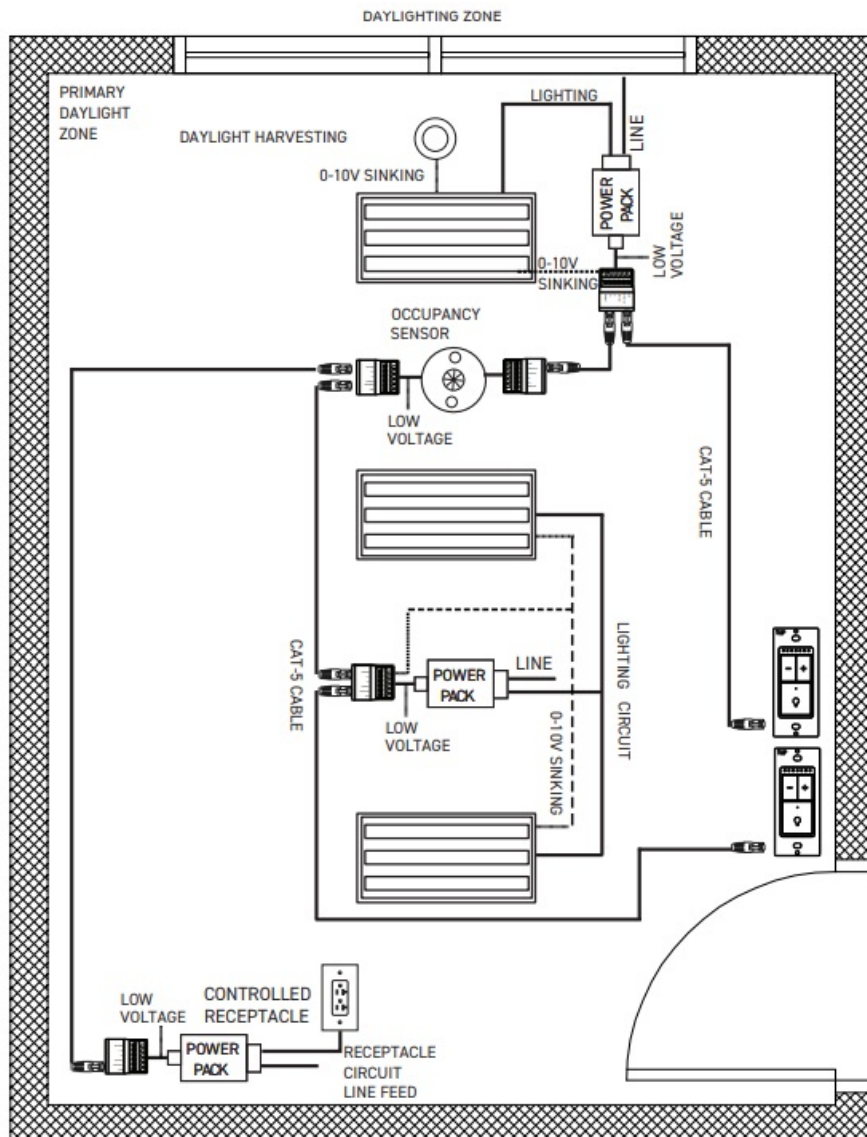 DAYLIGHTING ZONE
PRIMARY
DAYLIGHT
ZONE
LIGHTING
LINE
DAYLIGHT HARVESTING
0-10V SINKING
POWER
PACK
LOW
VOLTAGE
0-10V
SINKING
OCCUPANCY
SENSOR
LOW
VOLTAGE
CAT-5 CABLE
CAT-5 CABLE
LIGHTING CIRCUIT
LINE
POWER
PACK
LOW
VOLTAGE
0-10V SINKING
CONTROLLED
RECEPTACLE
LOW
VOLTAGE
POWER
PACK
RECEPTACLE
CIRCUIT
LINE FEED